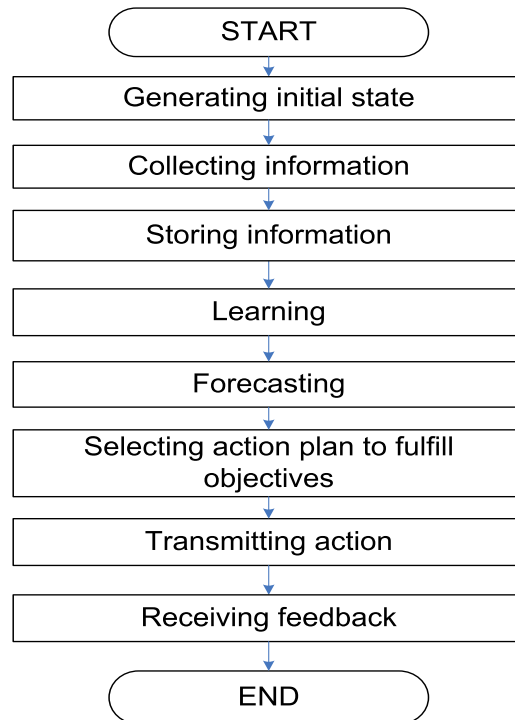 START
Generating initial state
Collecting information
Storing information
Learning
Forecasting
Selecting action plan to fulfill
objectives
Transmitting action
Receiving feedback
END